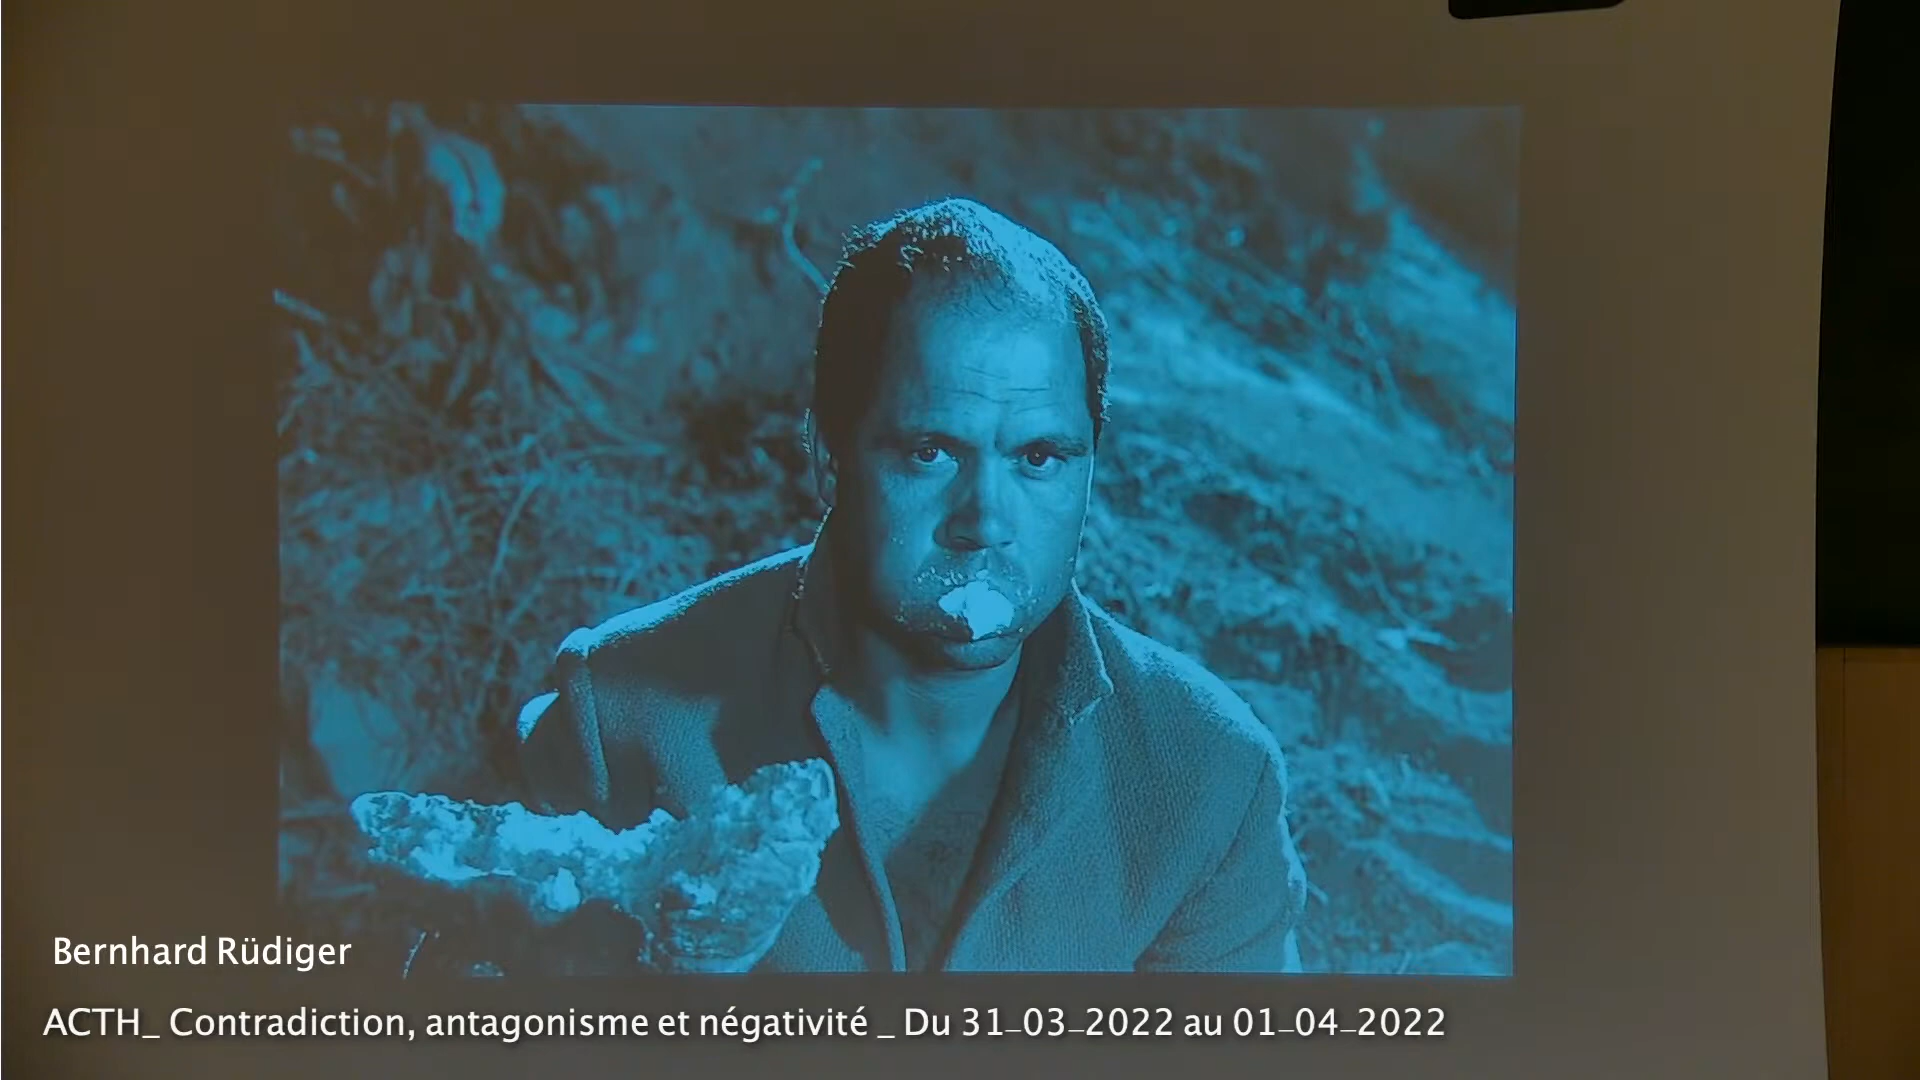 Bernhard Rüdiger
ACTH_ Contradiction, antagonisme et négativité _ Du 31-03-2022 au 01-04-2022